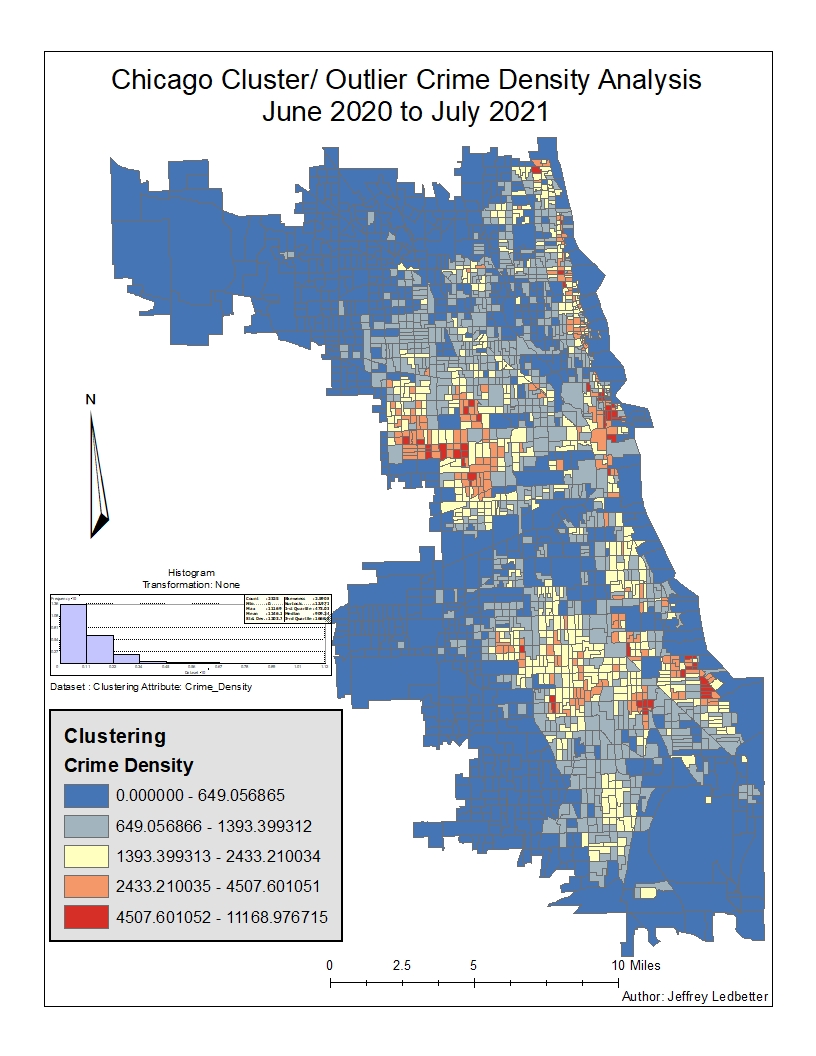 Chicago Cluster/ Outlier Crime Density Analysis
June 2020 to July 2021
N
Histogram
Transformation: None
Dataset : Clustering Attribute: Crime_Density
Clustering
Crime Density
0.000000 - 649.056865
649.056866 - 1393.399312
1393.399313 - 2433.210034
2433.210035 - 4507.601051
4507.601052 - 11168.976715
0 2.5 5 10 Miles
Author: Jeffrey Ledbetter